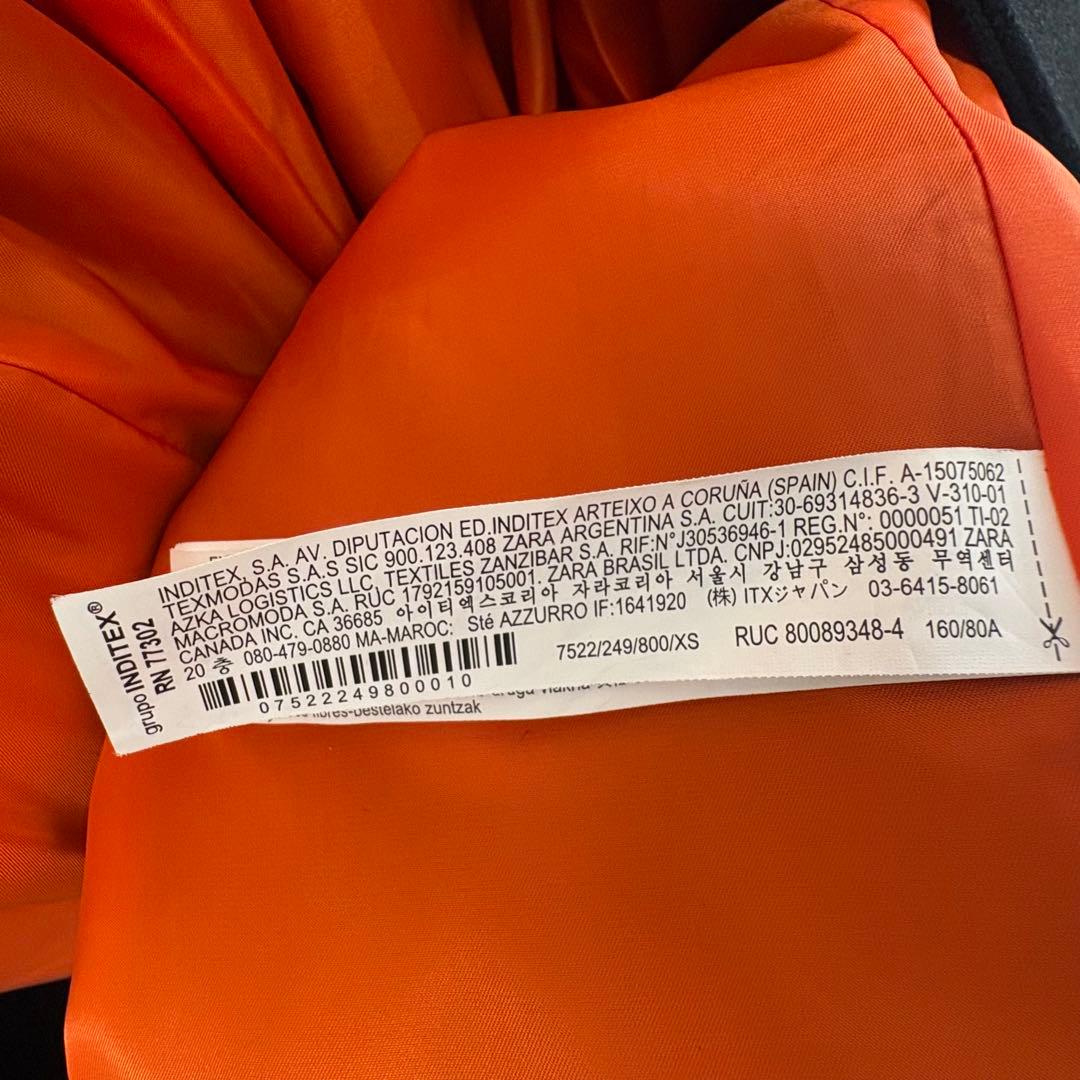 grupo INDITEX®
RN 77302
INDITEX, S.A. AV. DIPUTACION ED.INDITEX ARTEIXO A CORUÑA (SPAIN) C.I.F. A-15075062
TEXMODAS S.A.S SIC 900.123.408 ZARA ARGENTINA S.A. CUIT:30-69314836-3 V-310-01
AZKA LOGISTICS LLC, TEXTILES ZANZIBAR S.A. RIF:N°J30536946-1 REG.N°: 0000051 TI-02
MACROMODA S.A. RUC 1792159105001. ZARA BRASIL LTDA. CNPJ:02952485000491 ZARA
CANADA INC. CA 36685 아이티엑스코리아 자라코리아 서울시 강남구 삼성동 무역센터
20 층 080-479-0880 MA-MAROC: Sté AZZURRO IF:1641920 (株) ITXジャパン 03-6415-8061
7522/249/800/XS RUC 80089348-4 160/80A
07522249800010
zuntzak